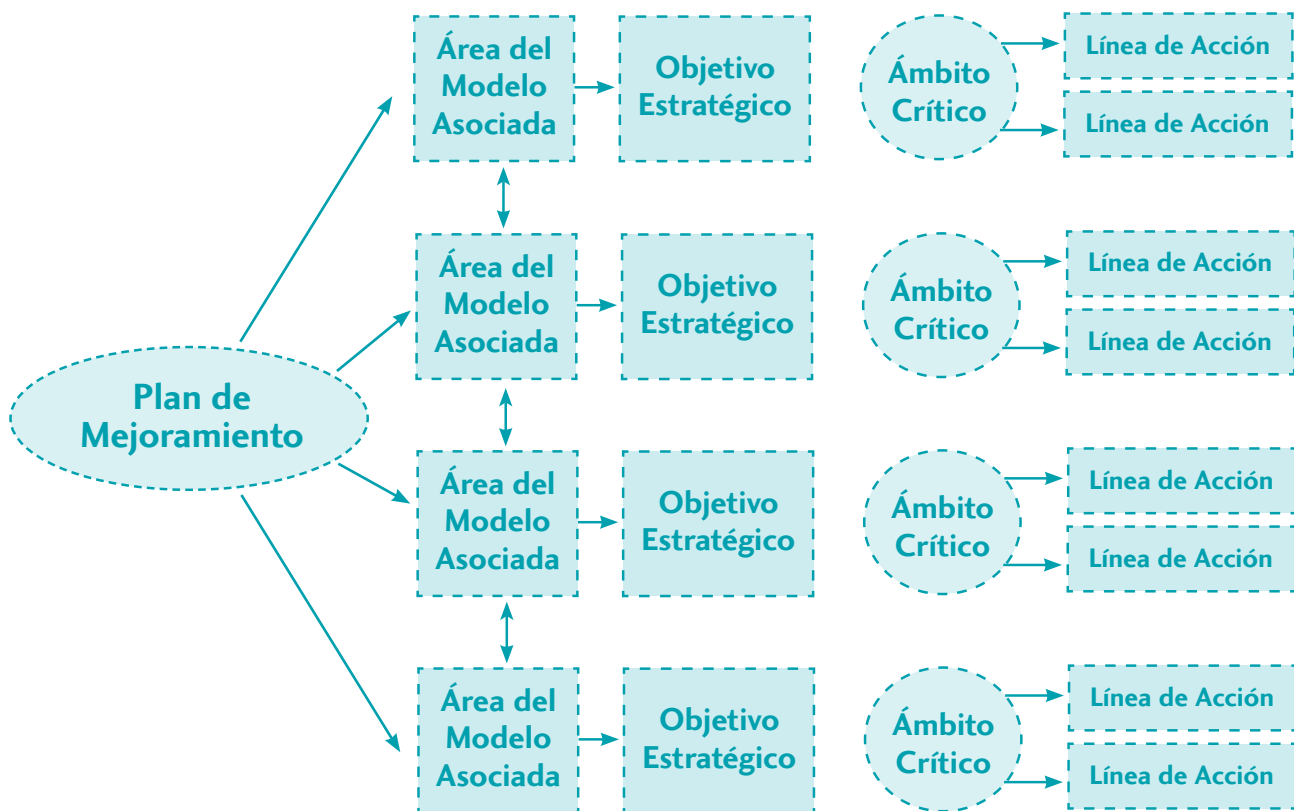 Área del
Modelo
Asociada
Objetivo
Estratégico
Ámbito
Crítico
Línea de Acción
Línea de Acción
Área del
Modelo
Asociada
Objetivo
Estratégico
Ámbito
Crítico
Línea de Acción
Línea de Acción
Plan de
Mejoramiento
Área del
Modelo
Asociada
Objetivo
Estratégico
Ámbito
Crítico
Línea de Acción
Línea de Acción
Área del
Modelo
Asociada
Objetivo
Estratégico
Ámbito
Crítico
Línea de Acción
Línea de Acción